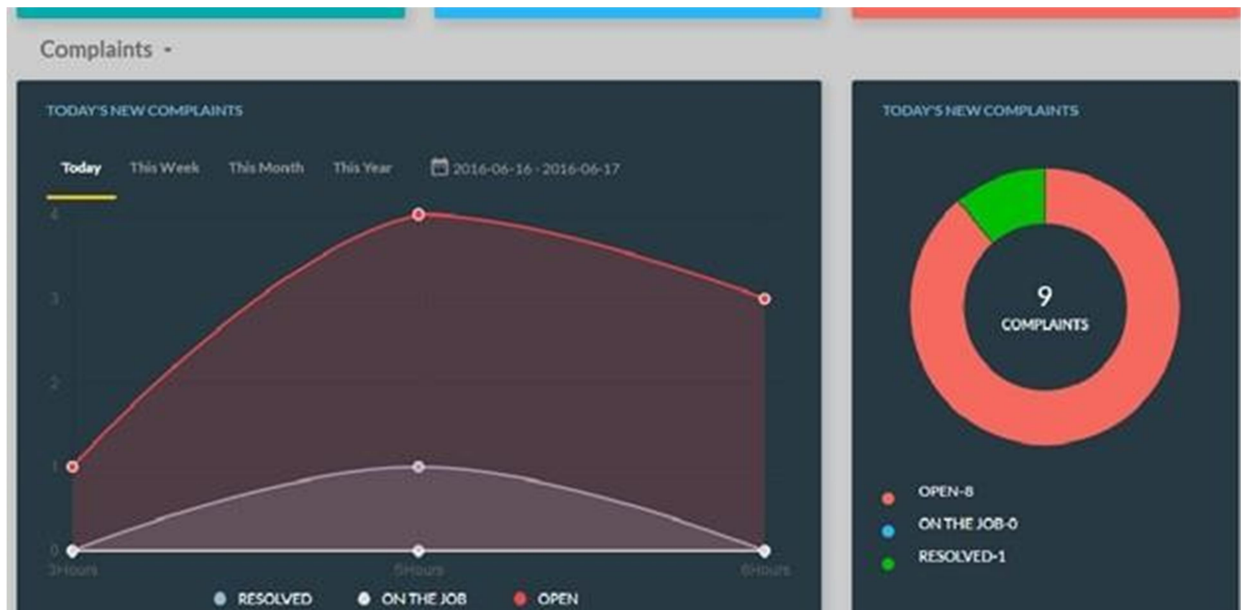 Complaints
TODAY'S NEW COMPLAINTS
Today This Week This Month This Year 2016-06-16 - 2016-06-17
4
3
2
1
0
3Hours 5Hours 6Hours
RESOLVED ON THE JOB OPEN
TODAY'S NEW COMPLAINTS
9
COMPLAINTS
OPEN-8
ON THE JOB-0
RESOLVED-1